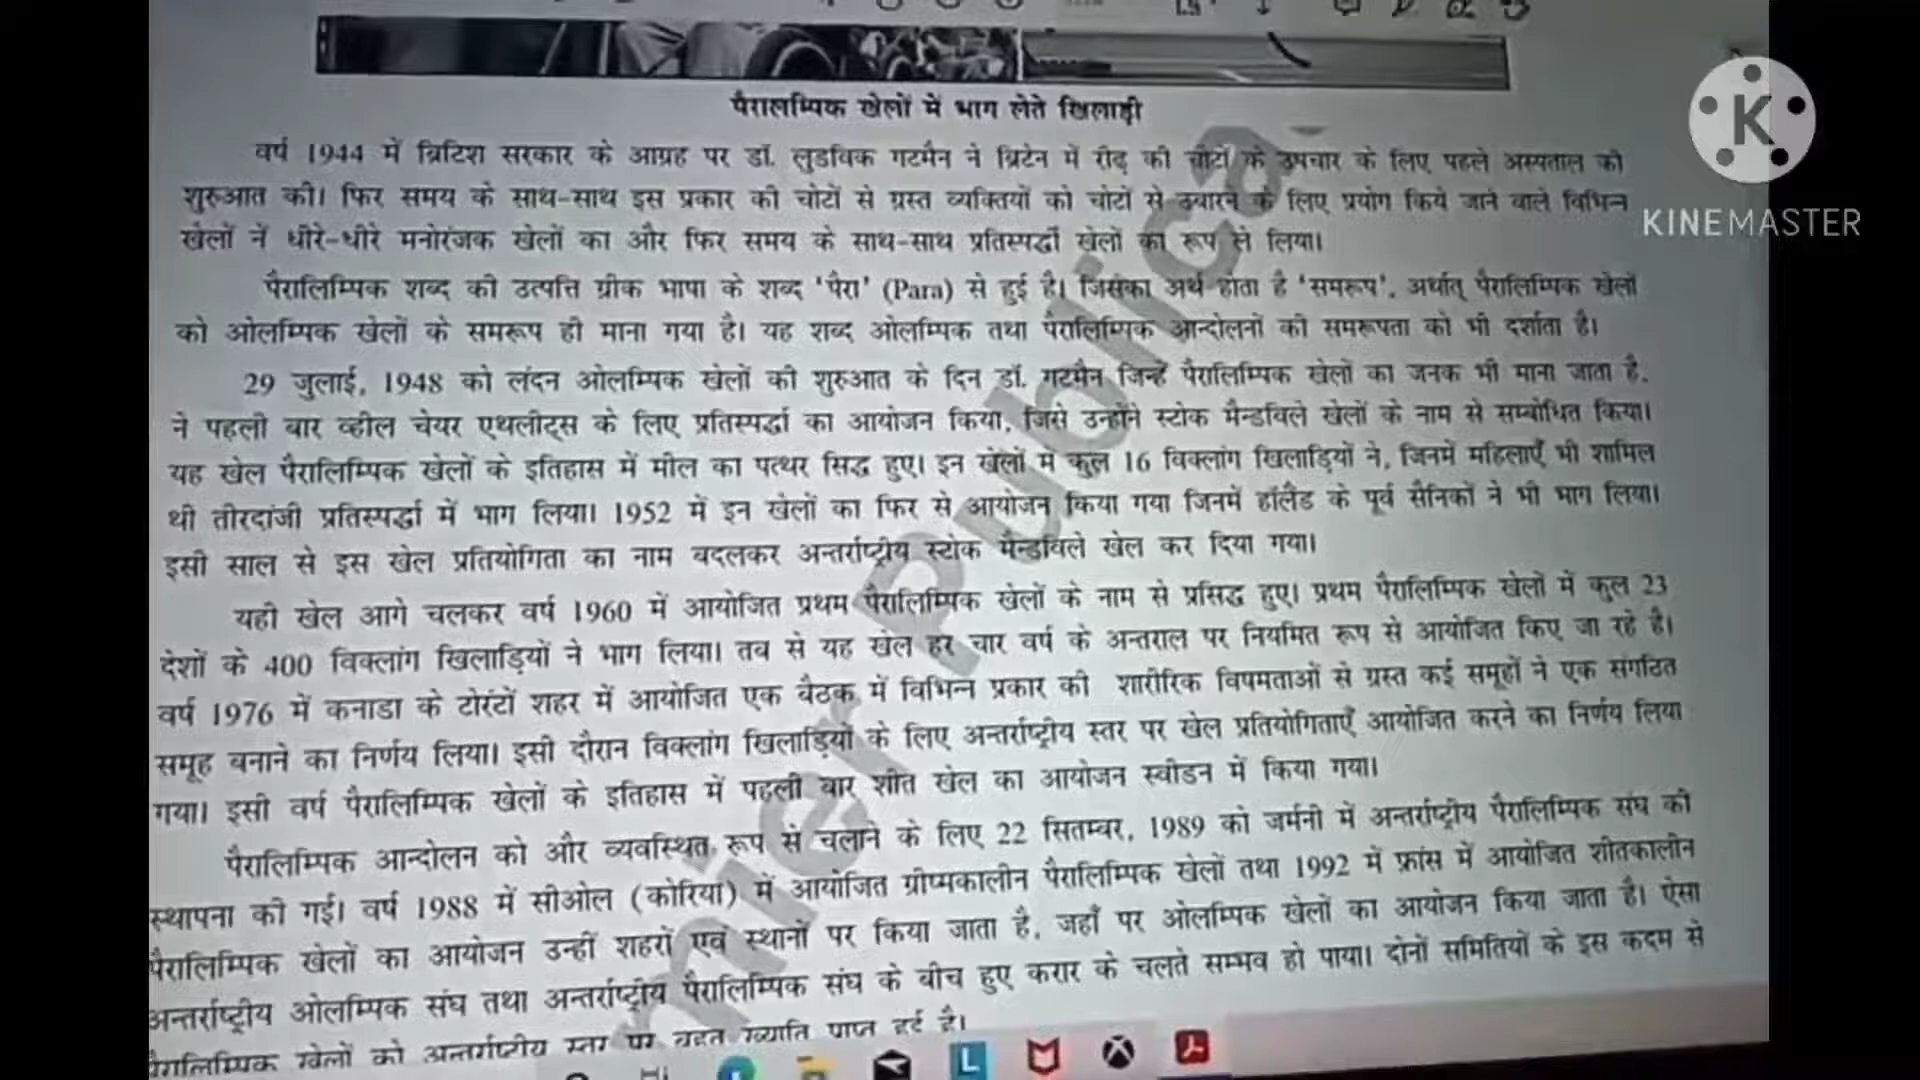 पैरालम्पिक खेलों में भाग लेते खिलाड़ी
वर्ष 1944 में ब्रिटिश सरकार के आग्रह पर डॉ. लुडविक गटमैन ने ब्रिटेन में रीढ़ की चोटों के उपचार के लिए पहले अस्पताल की
शुरुआत की। फिर समय के साथ-साथ इस प्रकार की चोटों से ग्रस्त व्यक्तियों को चोटों से उबारने के लिए प्रयोग किये जाने वाले विभिन्न
खेलों ने धीरे-धीरे मनोरंजक खेलों का और फिर समय के साथ-साथ प्रतिस्पर्द्धी खेलों का रूप ले लिया।
पैरालिम्पिक शब्द की उत्पत्ति ग्रीक भाषा के शब्द 'पैरा' (Para) से हुई है। जिसका अर्थ होता है 'समरूप', अर्थात् पैरालिम्पिक खेलों
को ओलम्पिक खेलों के समरूप ही माना गया है। यह शब्द ओलम्पिक तथा पैरालिम्पिक आन्दोलनों की समरूपता को भी दर्शाता है।
29 जुलाई, 1948 को लंदन ओलम्पिक खेलों की शुरुआत के दिन डॉ. गटमैन जिन्हें पैरालिम्पिक खेलों का जनक भी माना जाता है,
ने पहली बार व्हील चेयर एथलीट्स के लिए प्रतिस्पर्द्धा का आयोजन किया, जिसे उन्होंने स्टोक मैन्डविले खेलों के नाम से सम्बोधित किया।
यह खेल पैरालिम्पिक खेलों के इतिहास में मील का पत्थर सिद्ध हुए। इन खेलों में कुल 16 विक्लांग खिलाड़ियों ने, जिनमें महिलाएँ भी शामिल
थी तीरदांजी प्रतिस्पर्द्धा में भाग लिया। 1952 में इन खेलों का फिर से आयोजन किया गया जिनमें हॉलैंड के पूर्व सैनिकों ने भी भाग लिया।
इसी साल से इस खेल प्रतियोगिता का नाम बदलकर अन्तर्राष्ट्रीय स्टोक मैन्डविले खेल कर दिया गया।
यही खेल आगे चलकर वर्ष 1960 में आयोजित प्रथम पैरालिम्पिक खेलों के नाम से प्रसिद्ध हुए। प्रथम पैरालिम्पिक खेलों में कुल 23
देशों के 400 विक्लांग खिलाड़ियों ने भाग लिया। तब से यह खेल हर चार वर्ष के अन्तराल पर नियमित रूप से आयोजित किए जा रहे है।
वर्ष 1976 में कनाडा के टोरंटों शहर में आयोजित एक बैठक में विभिन्न प्रकार की शारीरिक विषमताओं से ग्रस्त कई समूहों ने एक संगठित
समूह बनाने का निर्णय लिया। इसी दौरान विक्लांग खिलाड़ियों के लिए अन्तर्राष्ट्रीय स्तर पर खेल प्रतियोगिताएँ आयोजित करने का निर्णय लिया
गया। इसी वर्ष पैरालिम्पिक खेलों के इतिहास में पहली बार शीत खेल का आयोजन स्वीडन में किया गया।
पैरालिम्पिक आन्दोलन को और व्यवस्थित रूप से चलाने के लिए 22 सितम्बर, 1989 को जर्मनी में अन्तर्राष्ट्रीय पैरालिम्पिक संघ की
स्थापना की गई। वर्ष 1988 में सीओल (कोरिया) में आयोजित ग्रीष्मकालीन पैरालिम्पिक खेलों तथा 1992 में फ्रांस में आयोजित शीतकालीन
पैरालिम्पिक खेलों का आयोजन उन्हीं शहरों एवं स्थानों पर किया जाता है, जहाँ पर ओलम्पिक खेलों का आयोजन किया जाता है। ऐसा
अन्तर्राष्ट्रीय ओलम्पिक संघ तथा अन्तर्राष्ट्रीय पैरालिम्पिक संघ के बीच हुए करार के चलते सम्भव हो पाया। दोनों समितियों के इस कदम से
पैरालिम्पिक खेलों को अन्तर्राष्ट्रीय स्तर पर बहुत ख्याति प्राप्त हुई है।
K
KINEMASTER